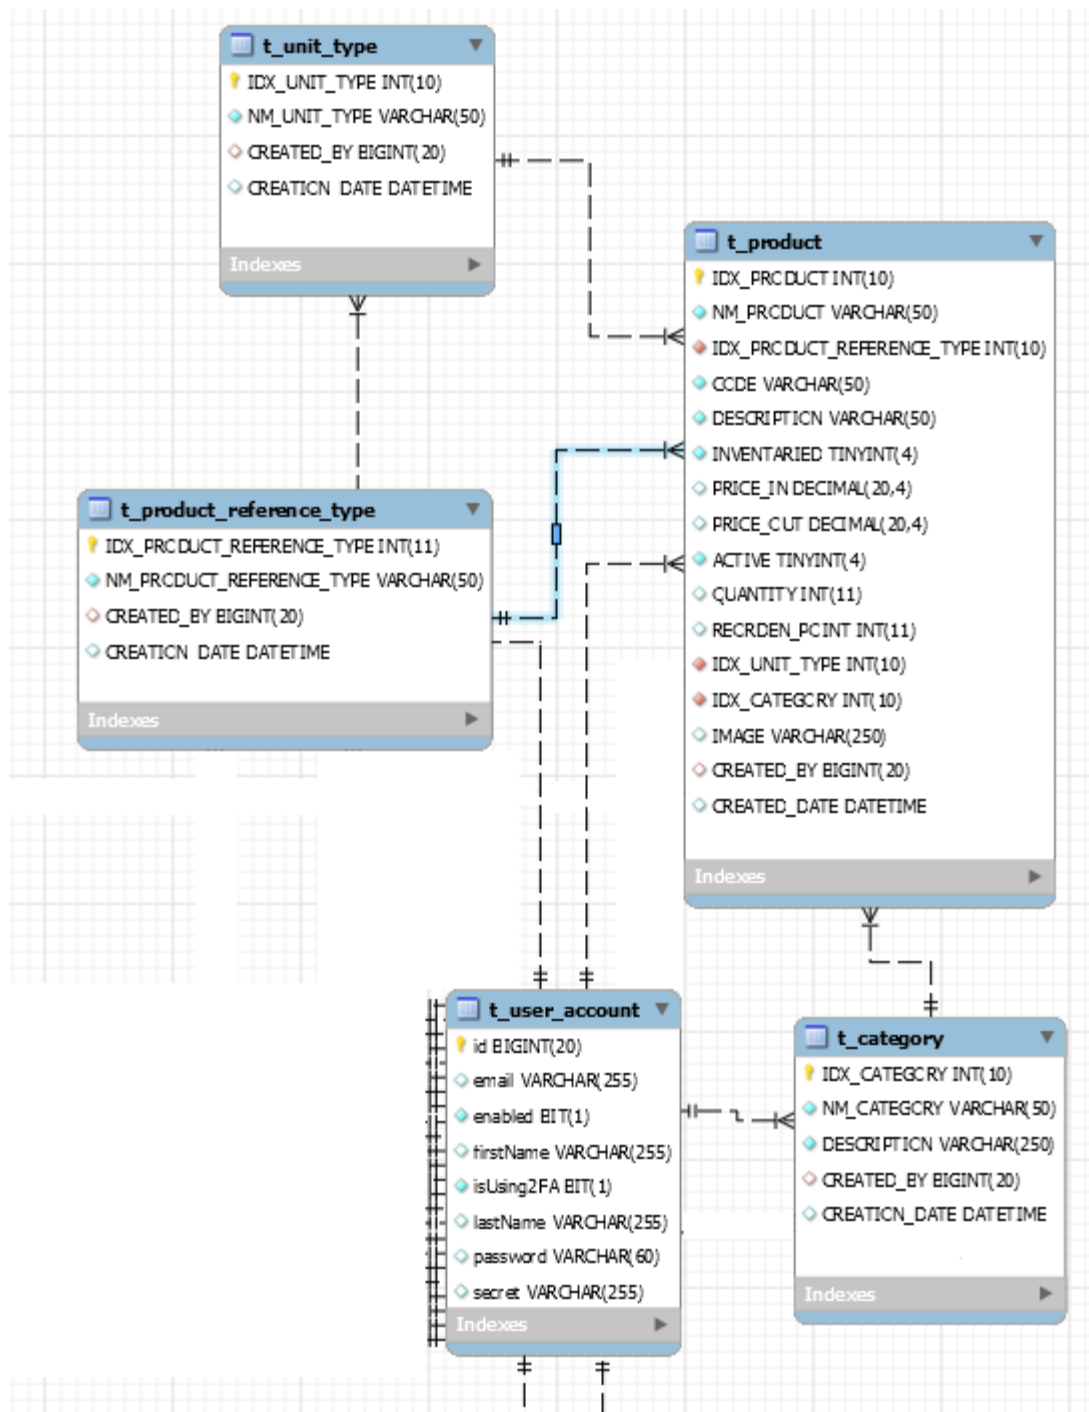 t_unit_type
IDX_UNIT_TYPE INT(10)
NM_UNIT_TYPE VARCHAR(50)
CREATED_BY BIGINT(20)
CREATION_DATE DATETIME
Indexes
t_product
IDX_PRODUCT INT(10)
NM_PRODUCT VARCHAR(50)
IDX_PRODUCT_REFERENCE_TYPE INT(10)
CODE VARCHAR(50)
DESCRIPTION VARCHAR(50)
INVENTARIED TINYINT(4)
PRICE_IN DECIMAL(20,4)
PRICE_OUT DECIMAL(20,4)
ACTIVE TINYINT(4)
QUANTITY INT(11)
REORDEN_POINT INT(11)
IDX_UNIT_TYPE INT(10)
IDX_CATEGORY INT(10)
IMAGE VARCHAR(250)
CREATED_BY BIGINT(20)
CREATED_DATE DATETIME
Indexes
t_product_reference_type
IDX_PRODUCT_REFERENCE_TYPE INT(11)
NM_PRODUCT_REFERENCE_TYPE VARCHAR(50)
CREATED_BY BIGINT(20)
CREATION_DATE DATETIME
Indexes
t_user_account
id BIGINT(20)
email VARCHAR(255)
enabled BIT(1)
firstName VARCHAR(255)
isUsing2FA BIT(1)
lastName VARCHAR(255)
password VARCHAR(60)
secret VARCHAR(255)
Indexes
t_category
IDX_CATEGORY INT(10)
NM_CATEGORY VARCHAR(50)
DESCRIPTION VARCHAR(250)
CREATED_BY BIGINT(20)
CREATION_DATE DATETIME
Indexes